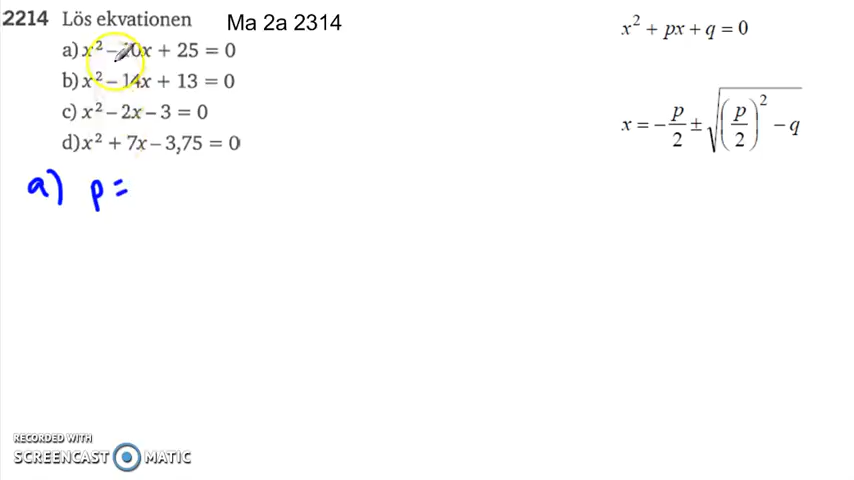 2214 Lös ekvationen Ma 2a 2314
a) x² − 10x + 25 = 0
b) x² − 14x + 13 = 0
c) x² − 2x − 3 = 0
d) x² + 7x − 3,75 = 0
a) p =
x² + px + q = 0
x = −p/2 ± √((p/2)² − q)
RECORDED WITH
SCREENCAST MATIC